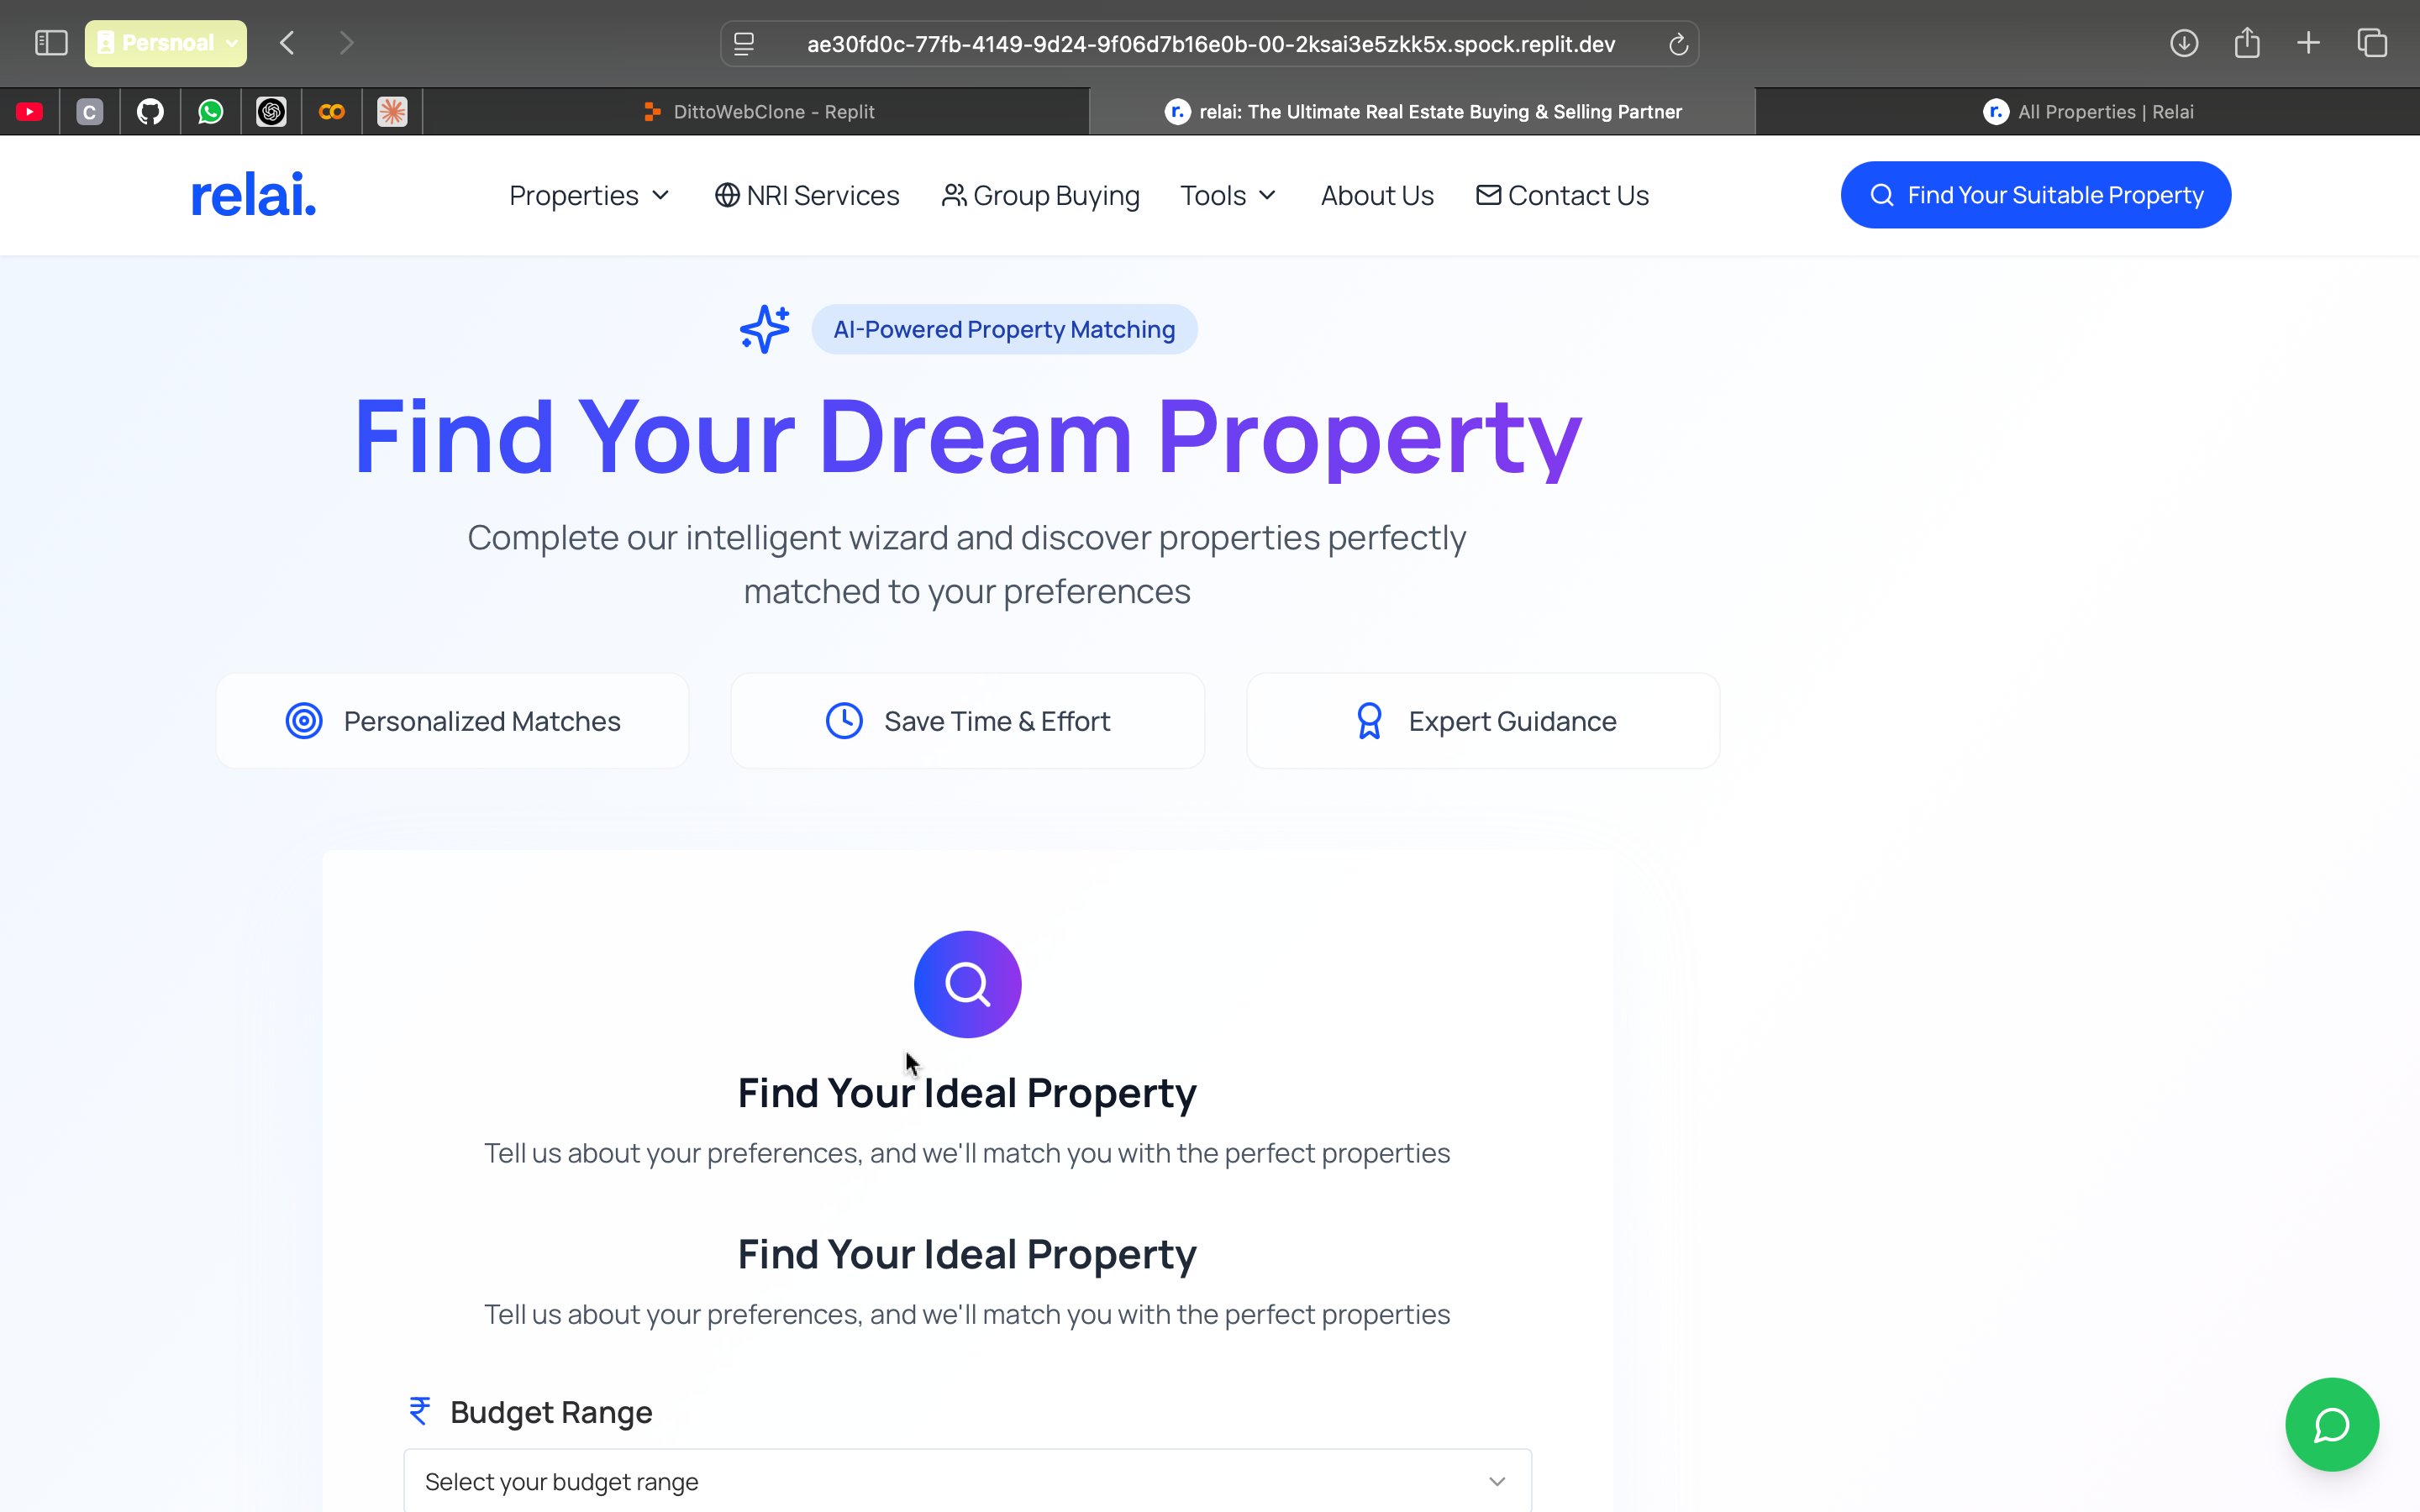 Persnoal
ae30fd0c-77fb-4149-9d24-9f06d7b16e0b-00-2ksai3e5zkk5x.spock.replit.dev
C
DittoWebClone - Replit
r. relai: The Ultimate Real Estate Buying & Selling Partner
r. All Properties | Relai
relai.
Properties
NRI Services
Group Buying
Tools
About Us
Contact Us
Find Your Suitable Property
AI-Powered Property Matching
Find Your Dream Property
Complete our intelligent wizard and discover properties perfectly
matched to your preferences
Personalized Matches
Save Time & Effort
Expert Guidance
Find Your Ideal Property
Tell us about your preferences, and we'll match you with the perfect properties
Find Your Ideal Property
Tell us about your preferences, and we'll match you with the perfect properties
₹ Budget Range
Select your budget range